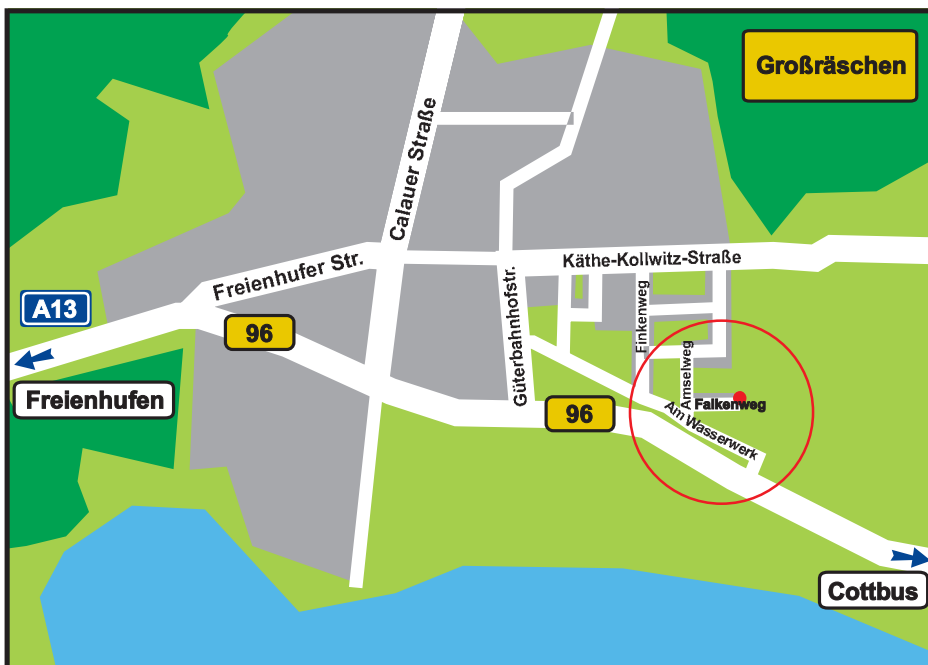 Großräschen
Calauer Straße
Käthe-Kollwitz-Straße
Freienhufer Str.
A13
96
Freienhufen
Güterbahnhofstr.
Finkenweg
Amselweg
Falkenweg
96
Am Wasserwerk
Cottbus